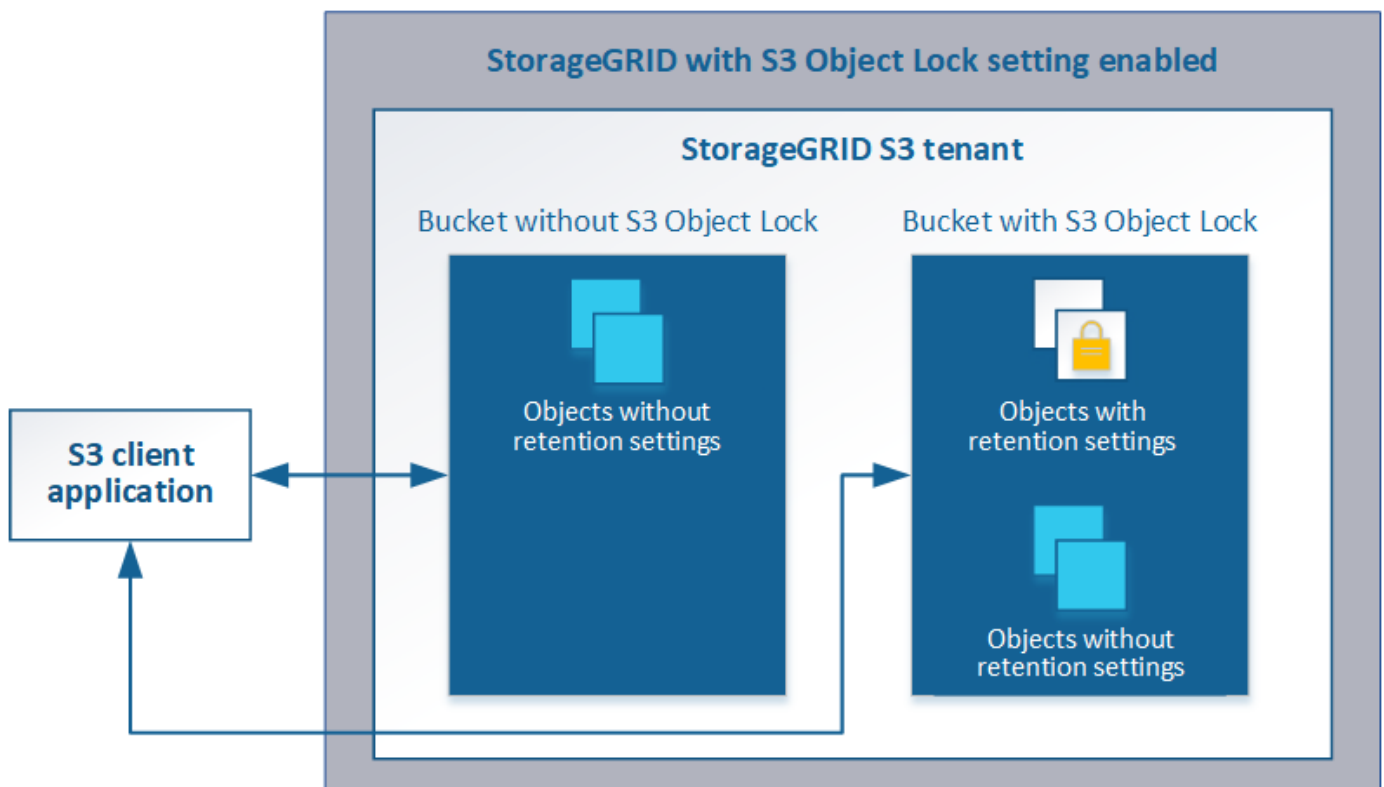 StorageGRID with S3 Object Lock setting enabled
StorageGRID S3 tenant
Bucket without S3 Object Lock
Bucket with S3 Object Lock
Objects without
retention settings
Objects with
retention settings
S3 client
application
Objects without
retention settings